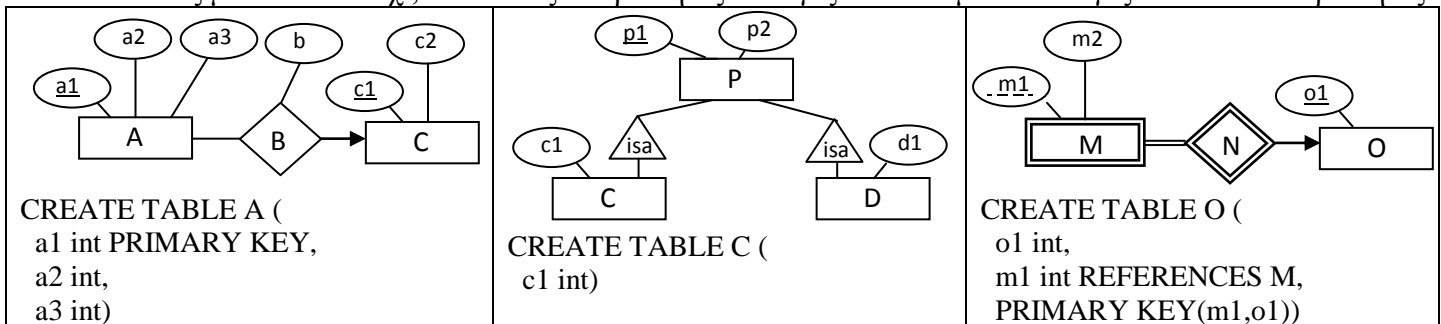 a2 a3 b c2
a1 c1
A B C
CREATE TABLE A (
a1 int PRIMARY KEY,
a2 int,
a3 int)
p1 p2
P
c1 isa isa d1
C D
CREATE TABLE C (
c1 int)
m2
m1 o1
M N O
CREATE TABLE O (
o1 int,
m1 int REFERENCES M,
PRIMARY KEY(m1,o1))